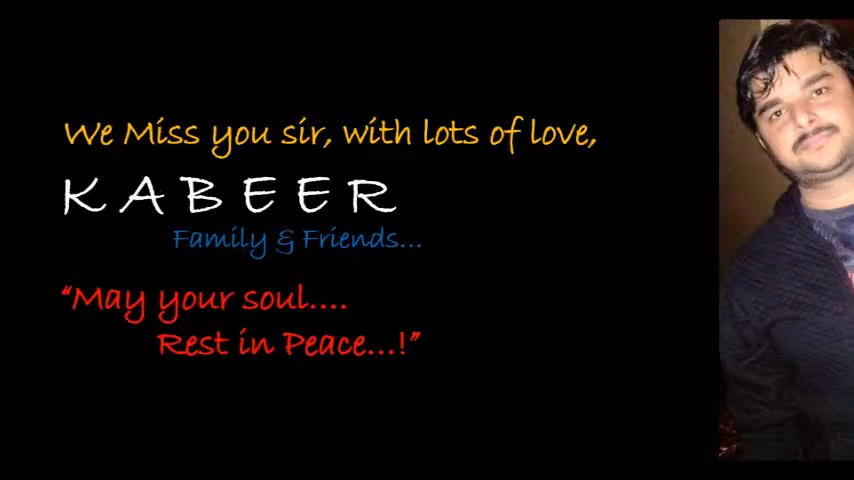 We Miss you sir, with lots of love,
KABEER
Family & Friends...
“May your soul....
Rest in Peace...!”